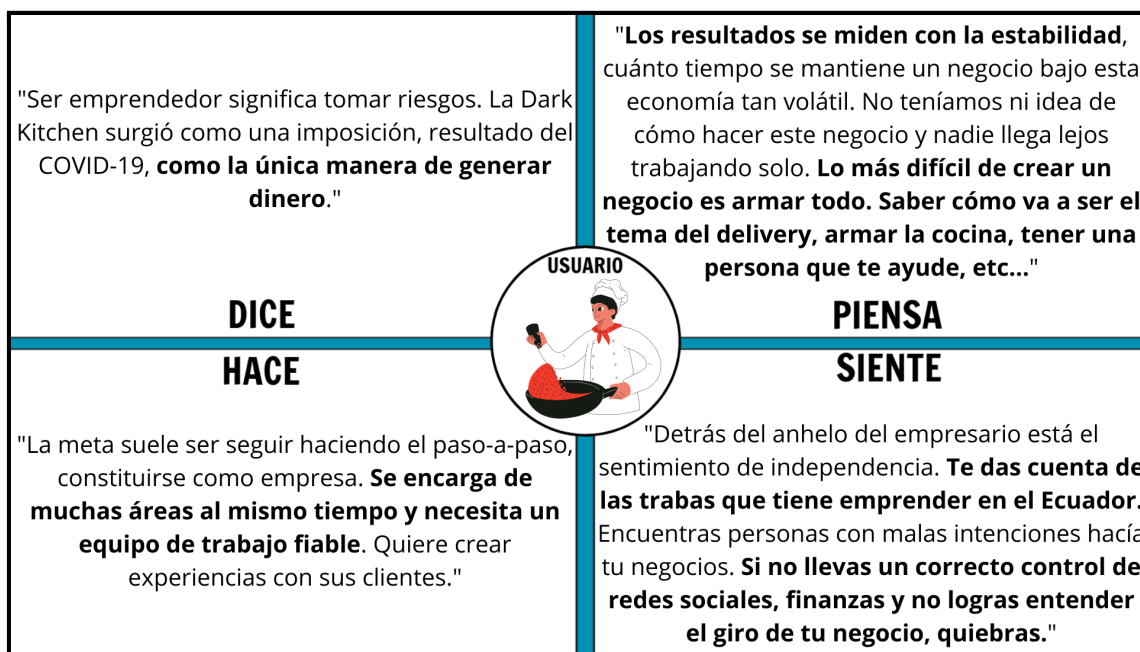 "Ser emprendedor significa tomar riesgos. La Dark
Kitchen surgió como una imposición, resultado del
COVID-19, como la única manera de generar
dinero."
DICE
"Los resultados se miden con la estabilidad,
cuánto tiempo se mantiene un negocio bajo esta
economía tan volátil. No teníamos ni idea de
cómo hacer este negocio y nadie llega lejos
trabajando solo. Lo más difícil de crear un
negocio es armar todo. Saber cómo va a ser el
tema del delivery, armar la cocina, tener una
persona que te ayude, etc..."
PIENSA
USUARIO
HACE
"La meta suele ser seguir haciendo el paso-a-paso,
constituirse como empresa. Se encarga de
muchas áreas al mismo tiempo y necesita un
equipo de trabajo fiable. Quiere crear
experiencias con sus clientes."
SIENTE
"Detrás del anhelo del empresario está el
sentimiento de independencia. Te das cuenta de
las trabas que tiene emprender en el Ecuador.
Encuentras personas con malas intenciones hacía
tu negocios. Si no llevas un correcto control de
redes sociales, finanzas y no logras entender
el giro de tu negocio, quiebras."